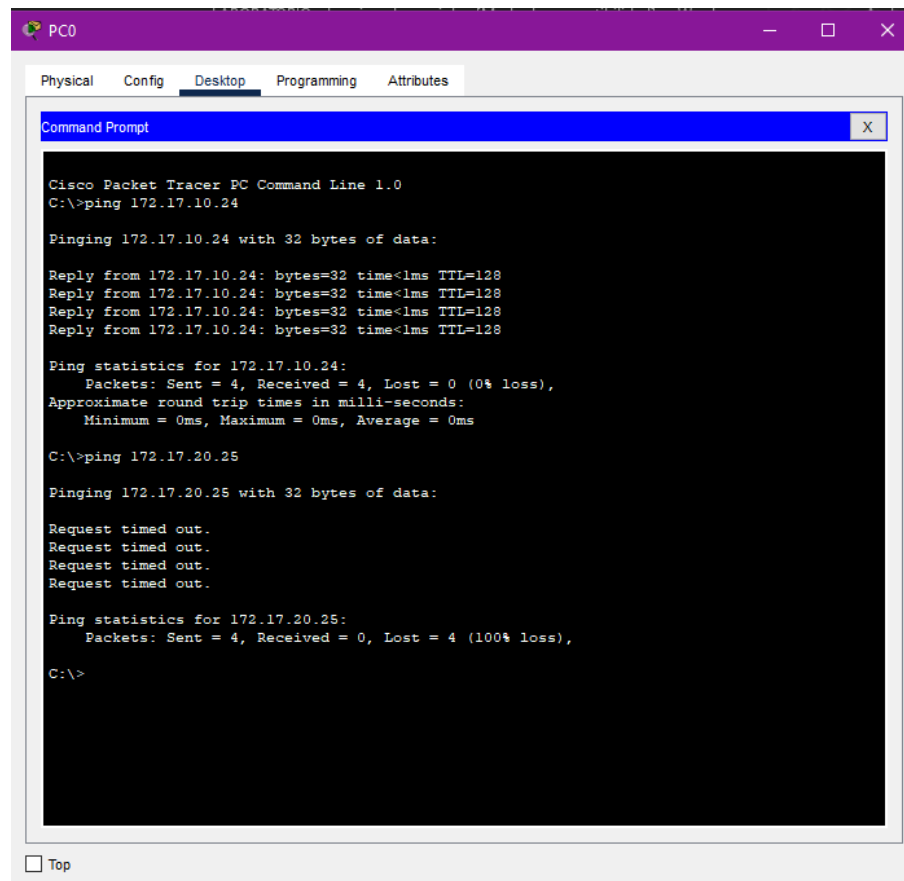 PC0
Physical Config Desktop Programming Attributes
Command Prompt
X
Cisco Packet Tracer PC Command Line 1.0
C:\>ping 172.17.10.24
Pinging 172.17.10.24 with 32 bytes of data:
Reply from 172.17.10.24: bytes=32 time<1ms TTL=128
Reply from 172.17.10.24: bytes=32 time<1ms TTL=128
Reply from 172.17.10.24: bytes=32 time<1ms TTL=128
Reply from 172.17.10.24: bytes=32 time<1ms TTL=128
Ping statistics for 172.17.10.24:
Packets: Sent = 4, Received = 4, Lost = 0 (0% loss),
Approximate round trip times in milli-seconds:
Minimum = 0ms, Maximum = 0ms, Average = 0ms
C:\>ping 172.17.20.25
Pinging 172.17.20.25 with 32 bytes of data:
Request timed out.
Request timed out.
Request timed out.
Request timed out.
Ping statistics for 172.17.20.25:
Packets: Sent = 4, Received = 0, Lost = 4 (100% loss),
C:\>
Top